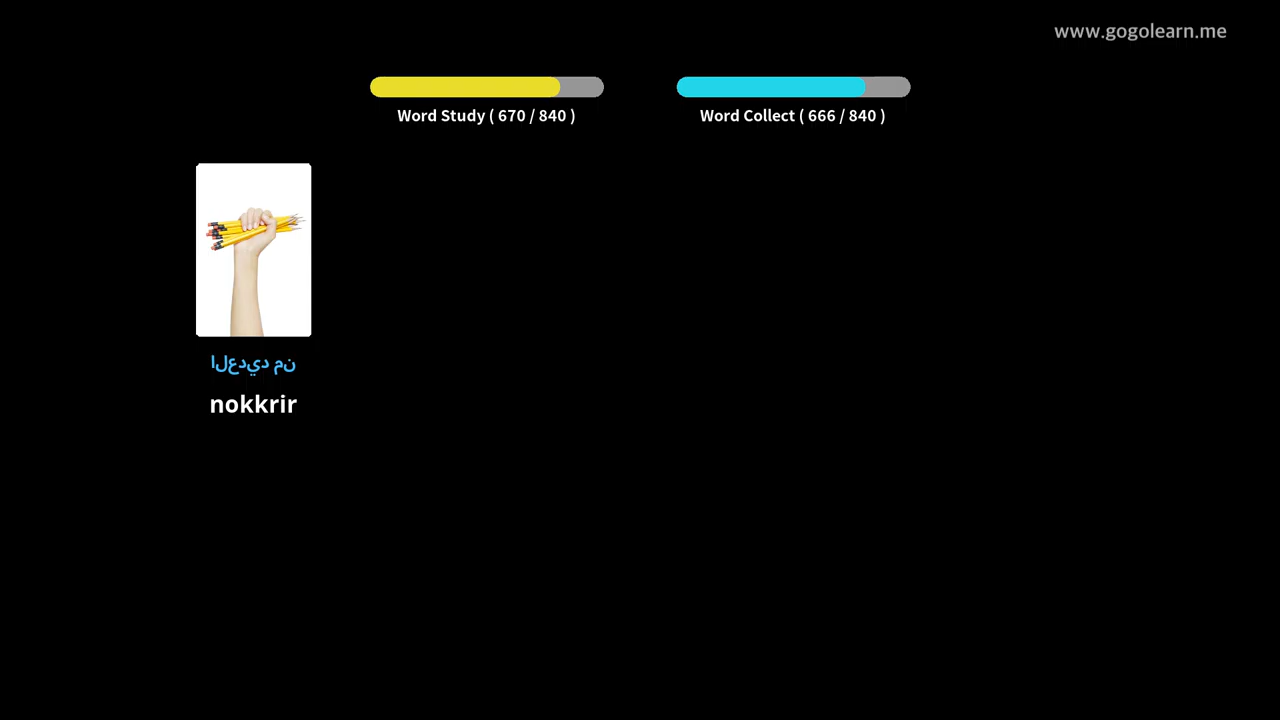 www.gogolearn.me
Word Study ( 670 / 840 )
Word Collect ( 666 / 840 )
العديد من
nokkrir